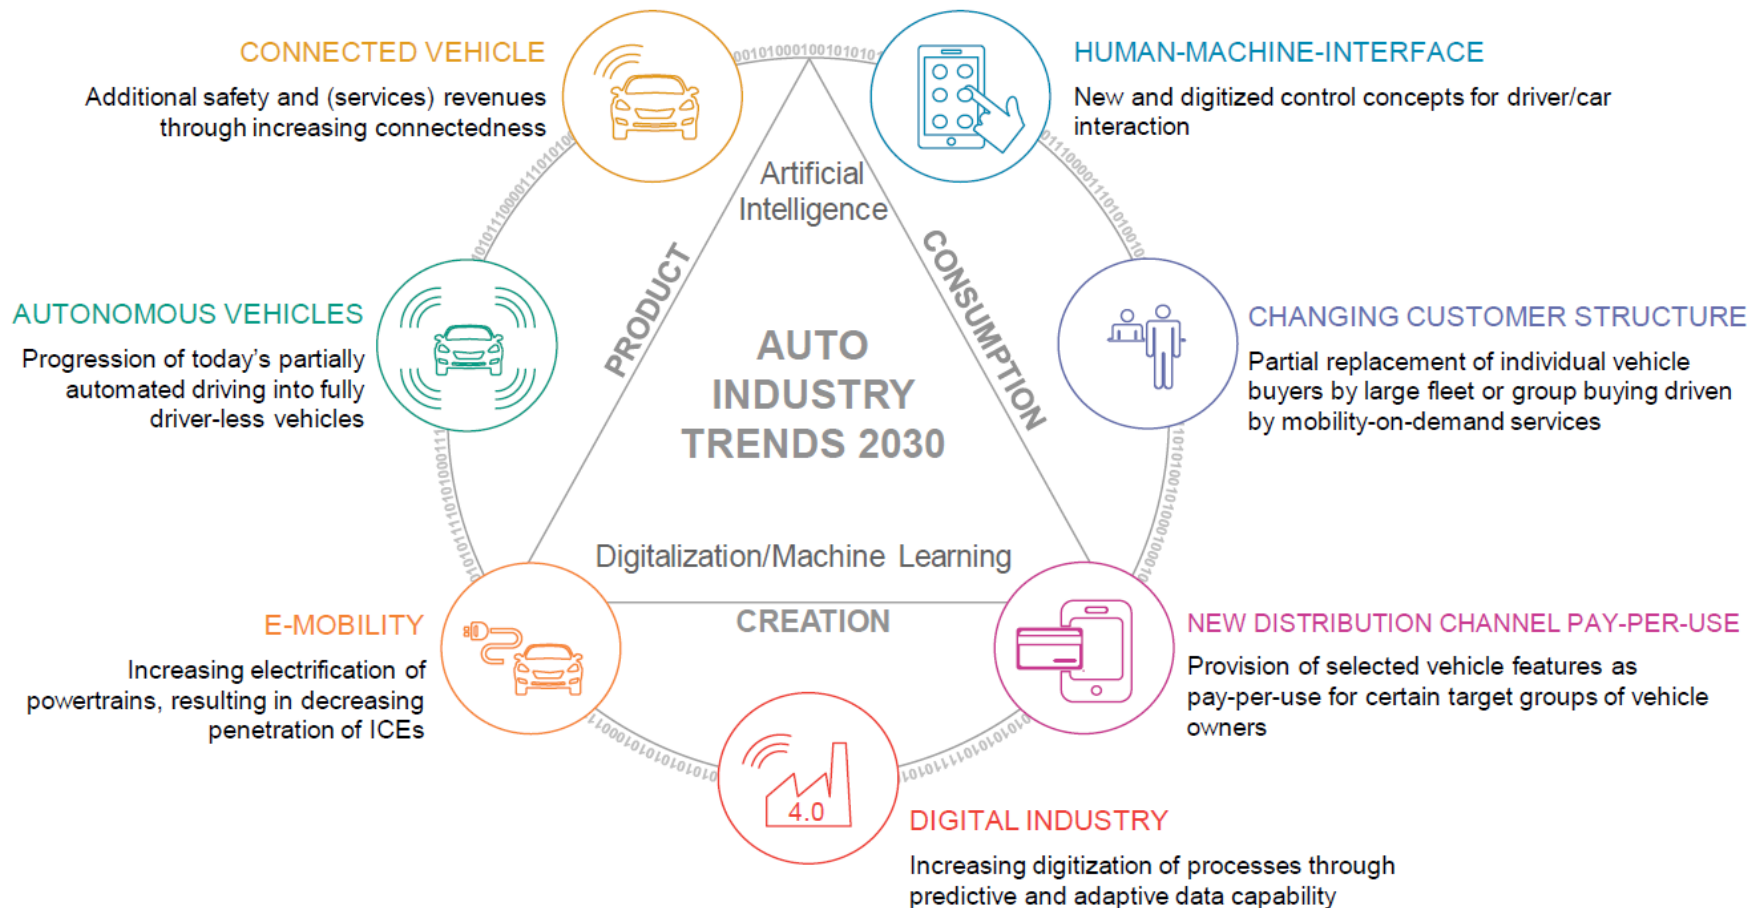 CONNECTED VEHICLE
Additional safety and (services) revenues
through increasing connectedness
HUMAN-MACHINE-INTERFACE
New and digitized control concepts for driver/car
interaction
Artificial
Intelligence
PRODUCT
CONSUMPTION
AUTONOMOUS VEHICLES
Progression of today's partially
automated driving into fully
driver-less vehicles
AUTO
INDUSTRY
TRENDS 2030
CHANGING CUSTOMER STRUCTURE
Partial replacement of individual vehicle
buyers by large fleet or group buying driven
by mobility-on-demand services
Digitalization/Machine Learning
CREATION
E-MOBILITY
Increasing electrification of
powertrains, resulting in decreasing
penetration of ICEs
NEW DISTRIBUTION CHANNEL PAY-PER-USE
Provision of selected vehicle features as
pay-per-use for certain target groups of vehicle
owners
4.0
DIGITAL INDUSTRY
Increasing digitization of processes through
predictive and adaptive data capability